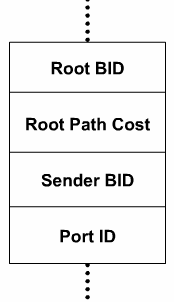 Root BID
Root Path Cost
Sender BID
Port ID